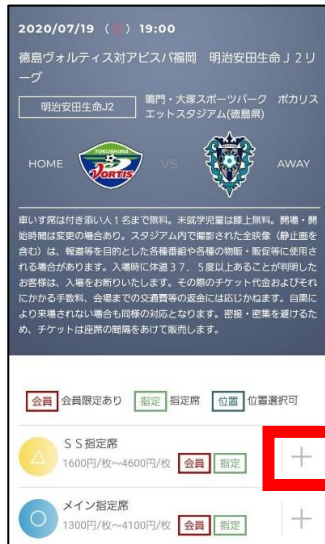 2020/07/19 （日）19:00
徳島ヴォルティス対アビスパ福岡　明治安田生命Ｊ２リ
ーグ
明治安田生命J2
鳴門・大塚スポーツパーク　ポカリス
エットスタジアム(徳島県)
HOME
TOKUSHIMA
VORTIS
VS
AWAY
車いす席は付き添い人１名まで無料。未就学児童は膝上無料。開場・開
始時間は変更の場合あり。スタジアム内で撮影された全映像（静止画を
含む）は、報道等を目的とした各種番組や各種の物販・販促等に使用さ
れる場合があります。入場時に体温３７．５度以上あることが判明した
お客様は、入場をお断りいたします。その際のチケット代金およびそれ
にかかる手数料、会場までの交通費等の返金には応じかねます。自粛に
より来場されない場合も同様の対応となります。密接・密集を避けるた
め、チケットは座席の間隔をあけて販売します。
会員 会員限定あり 指定 指定席 位置 位置選択可
ＳＳ指定席
1600円/枚〜4600円/枚 会員 指定
メイン指定席
1300円/枚〜4100円/枚 会員 指定